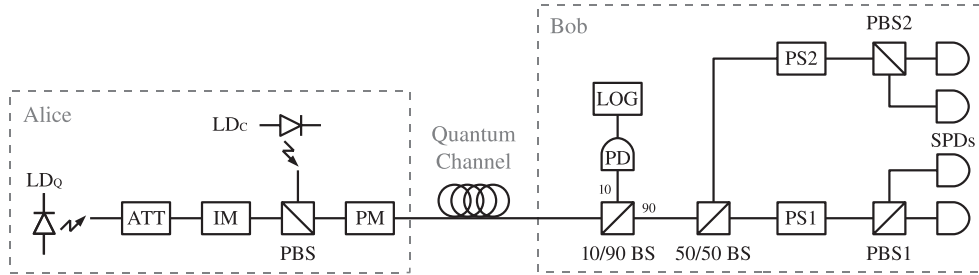 Bob
PBS2
PS2
LOG
Alice
LDC
Quantum
Channel
PD
SPDs
LDQ
10
90
ATT
IM
PM
PS1
PBS
10/90 BS
50/50 BS
PBS1